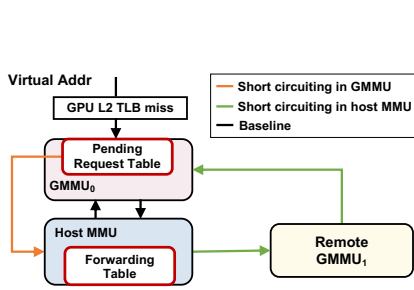 Virtual Addr
GPU L2 TLB miss
Short circuiting in GMMU
Short circuiting in host MMU
Baseline
Pending
Request Table
GMMU₀
Host MMU
Forwarding
Table
Remote
GMMU₁